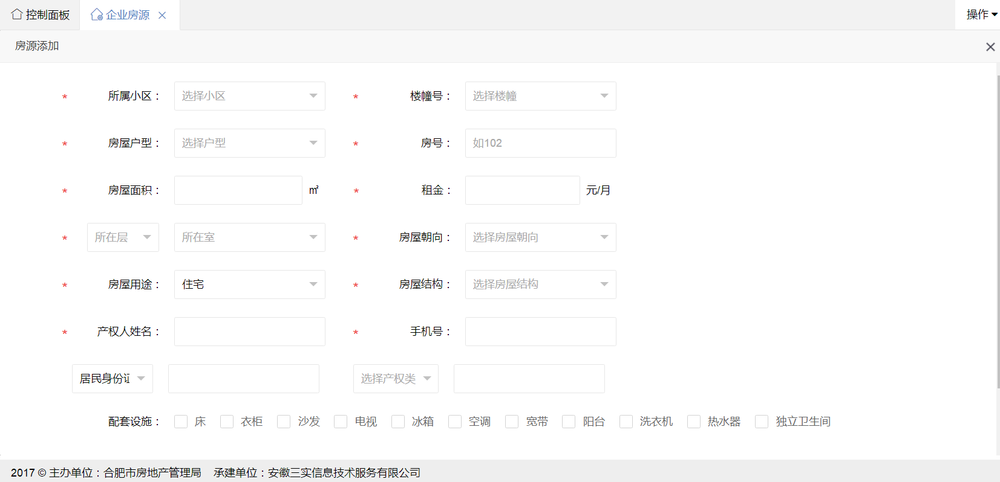 控制面板 企业房源 操作
房源添加
* 所属小区： 选择小区 * 楼幢号： 选择楼幢
* 房屋户型： 选择户型 * 房号： 如102
* 房屋面积： ㎡ * 租金： 元/月
* 所在层 所在室 * 房屋朝向： 选择房屋朝向
* 房屋用途： 住宅 * 房屋结构： 选择房屋结构
* 产权人姓名： * 手机号：
居民身份证 选择产权类
配套设施： 床 衣柜 沙发 电视 冰箱 空调 宽带 阳台 洗衣机 热水器 独立卫生间
2017 © 主办单位：合肥市房地产管理局 承建单位：安徽三实信息技术服务有限公司